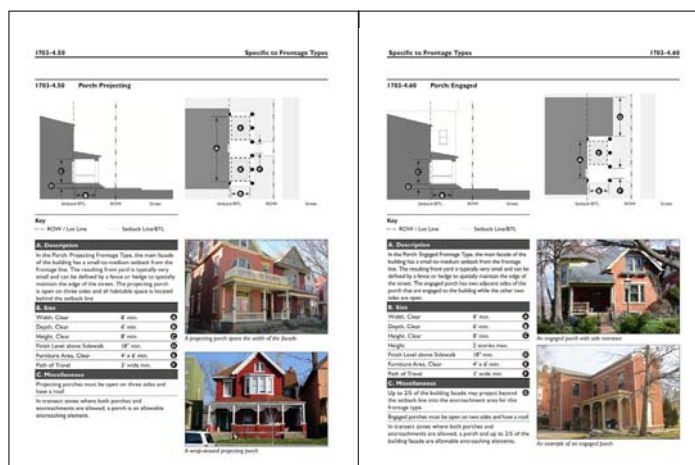 1703-4.50 Specific to Frontage Types
1703-4.50 Porch: Projecting
Setback/BTL ROW Street Setback/BTL ROW Street
Key
ROW / Lot Line Setback Line/BTL
A. Description
In the Porch: Projecting Frontage Type, the main facade
of the building has a small-to-medium setback from the
frontage line. The resulting front yard is typically very
small and can be defined by a fence or hedge to spatially
maintain the edge of the street. The projecting porch
is open on three sides and all habitable space is located
behind the setback line
B. Size
Width, Clear 8' min. A
Depth, Clear 6' min. B
Height, Clear 8' min. C
Finish Level above Sidewalk 18" min. D
Furniture Area, Clear 4' x 6' min. E
Path of Travel 3' wide min. F
C. Miscellaneous
Projecting porches must be open on three sides and
have a roof.
In transect zones where both porches and
encroachments are allowed, a porch is an allowable
encroaching element.
A projecting porch spans the width of the facade
A wrap-around projecting porch
Specific to Frontage Types 1703-4.60
1703-4.60 Porch: Engaged
Setback/BTL ROW Street Setback/BTL ROW Street
Key
ROW / Lot Line Setback Line/BTL
A. Description
In the Porch: Engaged Frontage Type, the main facade of
the building has a small-to-medium setback from the
frontage line. The resulting front yard is typically very small and can be
defined by a fence or hedge to spatially maintain the edge of
the street. The engaged porch has two adjacent sides of
the porch that are engaged to the building while the other two
sides are open.
B. Size
Width, Clear 8' min. A
Depth, Clear 6' min. B
Height, Clear 8' min. C
Height 2 stories max.
Finish Level above Sidewalk 18" min. D
Furniture Area, Clear 4' x 6' min. E
Path of Travel 3' wide min. F
C. Miscellaneous
Up to 2/5 of the building facade may project beyond G
the setback line into the encroachment area for this
frontage type.
Engaged porches must be open on two sides and have a roof
In transect zones where both porches and
encroachments are allowed, a porch and up to 2/5 of the
building facade are allowable encroaching elements.
An engaged porch with side entrance
An example of an engaged porch